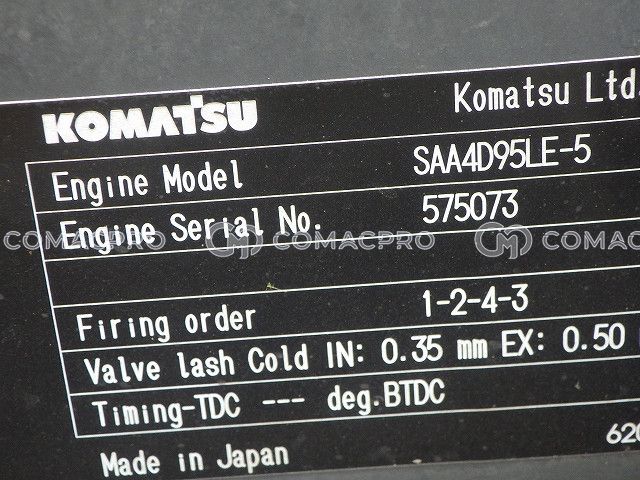 KOMATSU Komatsu Ltd.
Engine Model SAA4D95LE-5
Engine Serial No. 575073
COMACPRO CM COMACPRO CM COMACPRO
Firing order 1-2-4-3
Valve lash Cold IN: 0.35 mm EX: 0.50
Timing-TDC --- deg.BTDC
Made in Japan 620